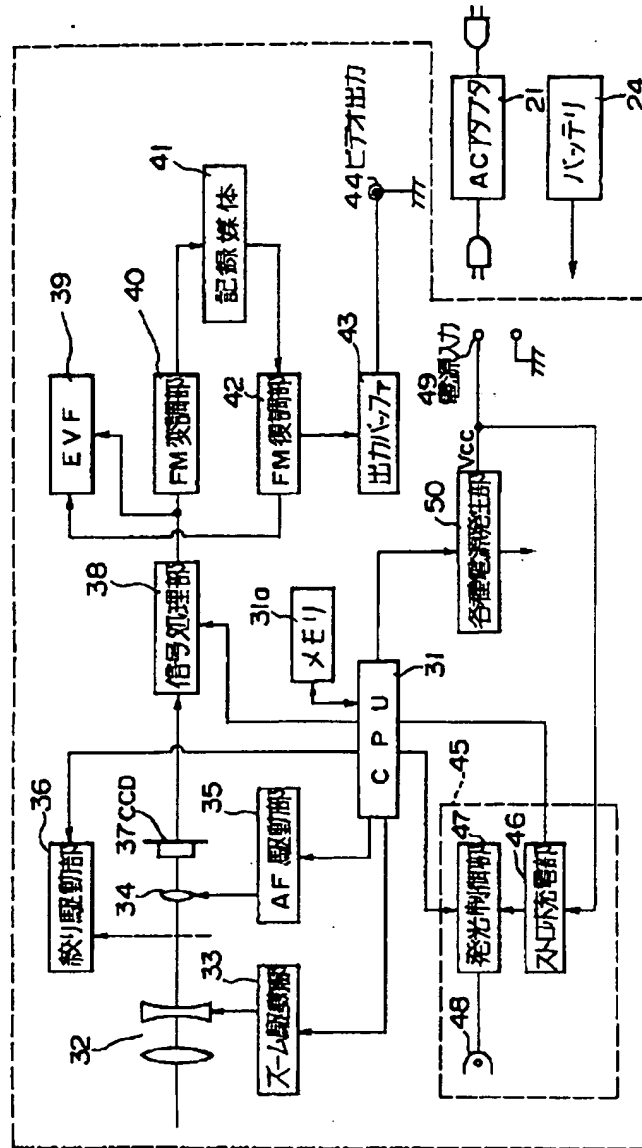 36
絞り駆動部
32
33
ズーム駆動部
34
35
AF駆動部
37 CCD
38
信号処理部
39
EVF
40
FM変調部
41
記録媒体
42
FM復調部
43
出力バッファ
44 ビデオ出力
31a
メモリ
CPU
31
45
47
発光制御部
46
ストロボ充電部
48
50
各種電源発生部
Vcc
49
電源入力
ACアダプタ
21
バッテリ
24